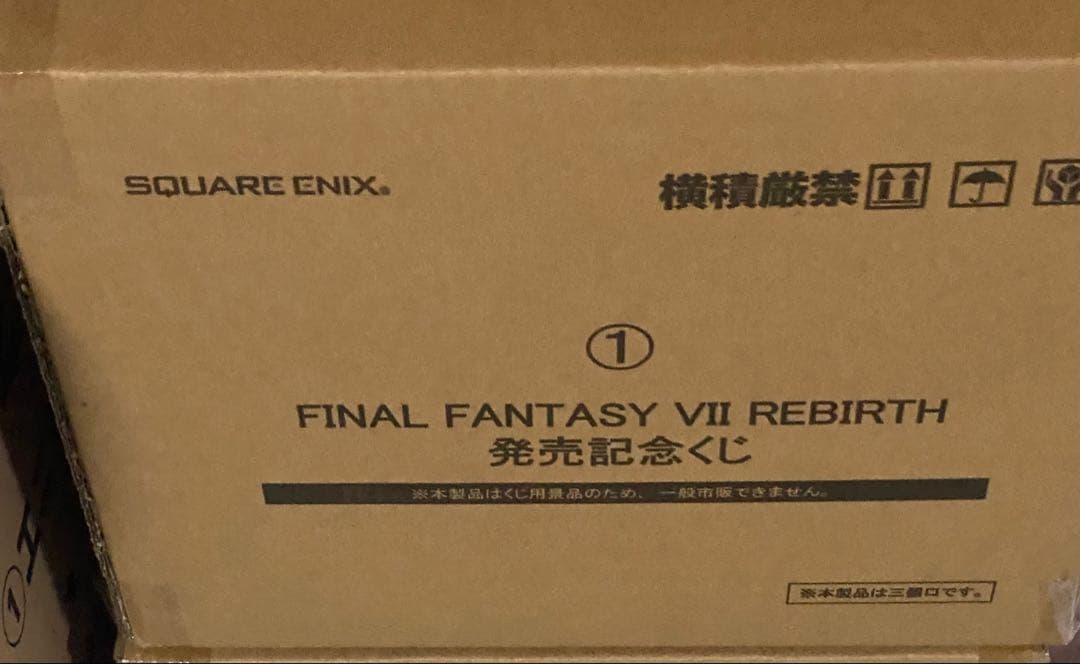 SQUARE ENIX®
横積厳禁
①
FINAL FANTASY VII REBIRTH
発売記念くじ
※本製品はくじ用景品のため、一般市販できません。
※本製品は三個口です。
①